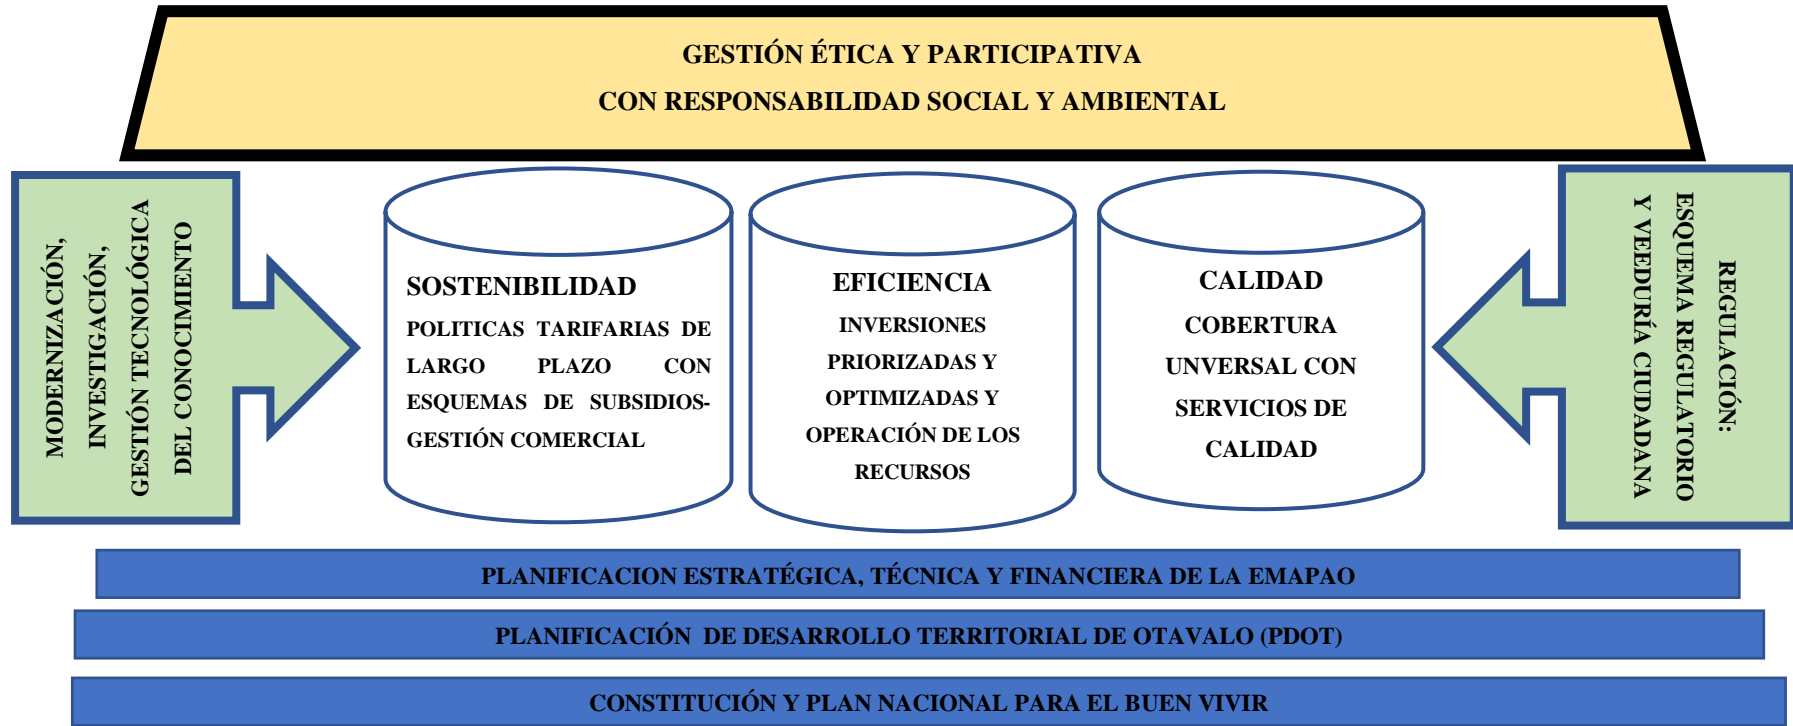 GESTIÓN ÉTICA Y PARTICIPATIVA
CON RESPONSABILIDAD SOCIAL Y AMBIENTAL
MODERNIZACIÓN,
INVESTIGACIÓN,
GESTIÓN TECNOLÓGICA
DEL CONOCIMIENTO
SOSTENIBILIDAD
POLITICAS TARIFARIAS DE
LARGO PLAZO CON
ESQUEMAS DE SUBSIDIOS-
GESTIÓN COMERCIAL
EFICIENCIA
INVERSIONES
PRIORIZADAS Y
OPTIMIZADAS Y
OPERACIÓN DE LOS
RECURSOS
CALIDAD
COBERTURA
UNVERSAL CON
SERVICIOS DE
CALIDAD
REGULACIÓN:
ESQUEMA REGULATORIO
Y VEEDURÍA CIUDADANA
PLANIFICACION ESTRATÉGICA, TÉCNICA Y FINANCIERA DE LA EMAPAO
PLANIFICACIÓN DE DESARROLLO TERRITORIAL DE OTAVALO (PDOT)
CONSTITUCIÓN Y PLAN NACIONAL PARA EL BUEN VIVIR